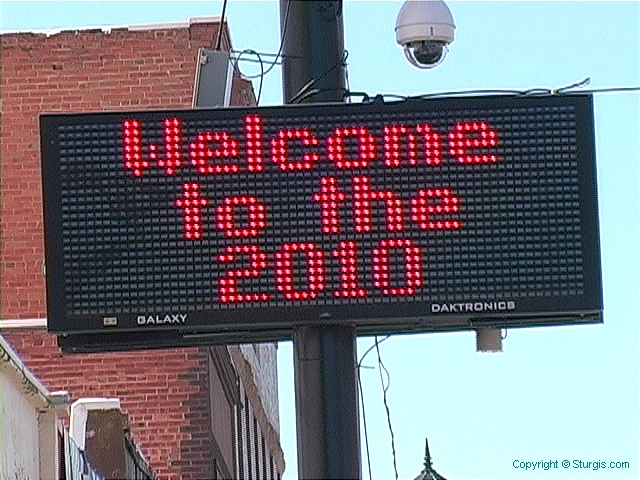 Welcome
to the
2010
GALAXY DAKTRONICS
Copyright © Sturgis.com